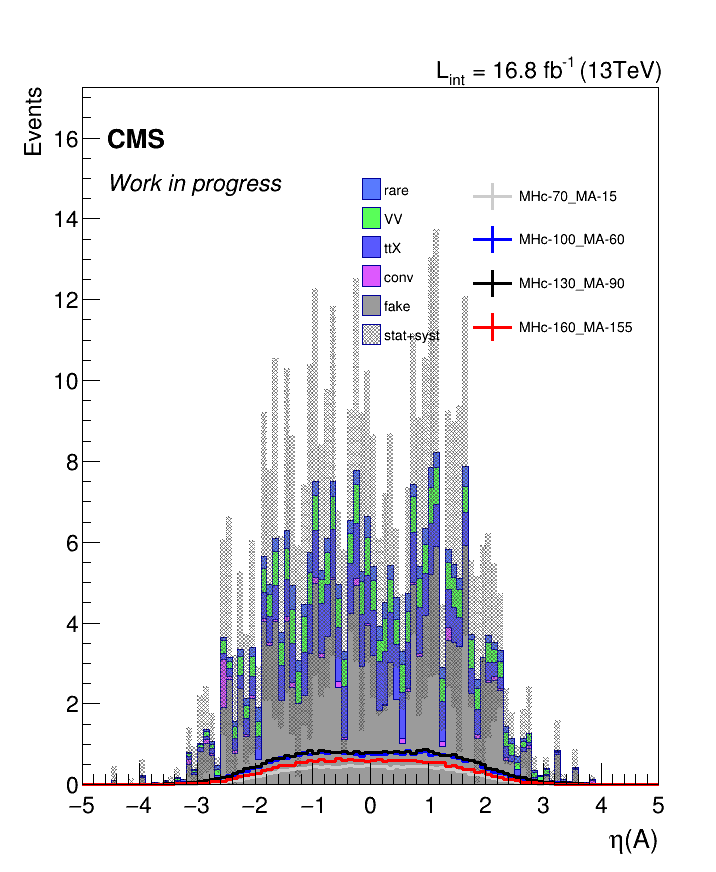 L_int = 16.8 fb^-1 (13TeV)
Events
CMS
Work in progress
rare
VV
ttX
conv
fake
stat+syst
MHc-70_MA-15
MHc-100_MA-60
MHc-130_MA-90
MHc-160_MA-155
16
14
12
10
8
6
4
2
0
−5 −4 −3 −2 −1 0 1 2 3 4 5
η(A)